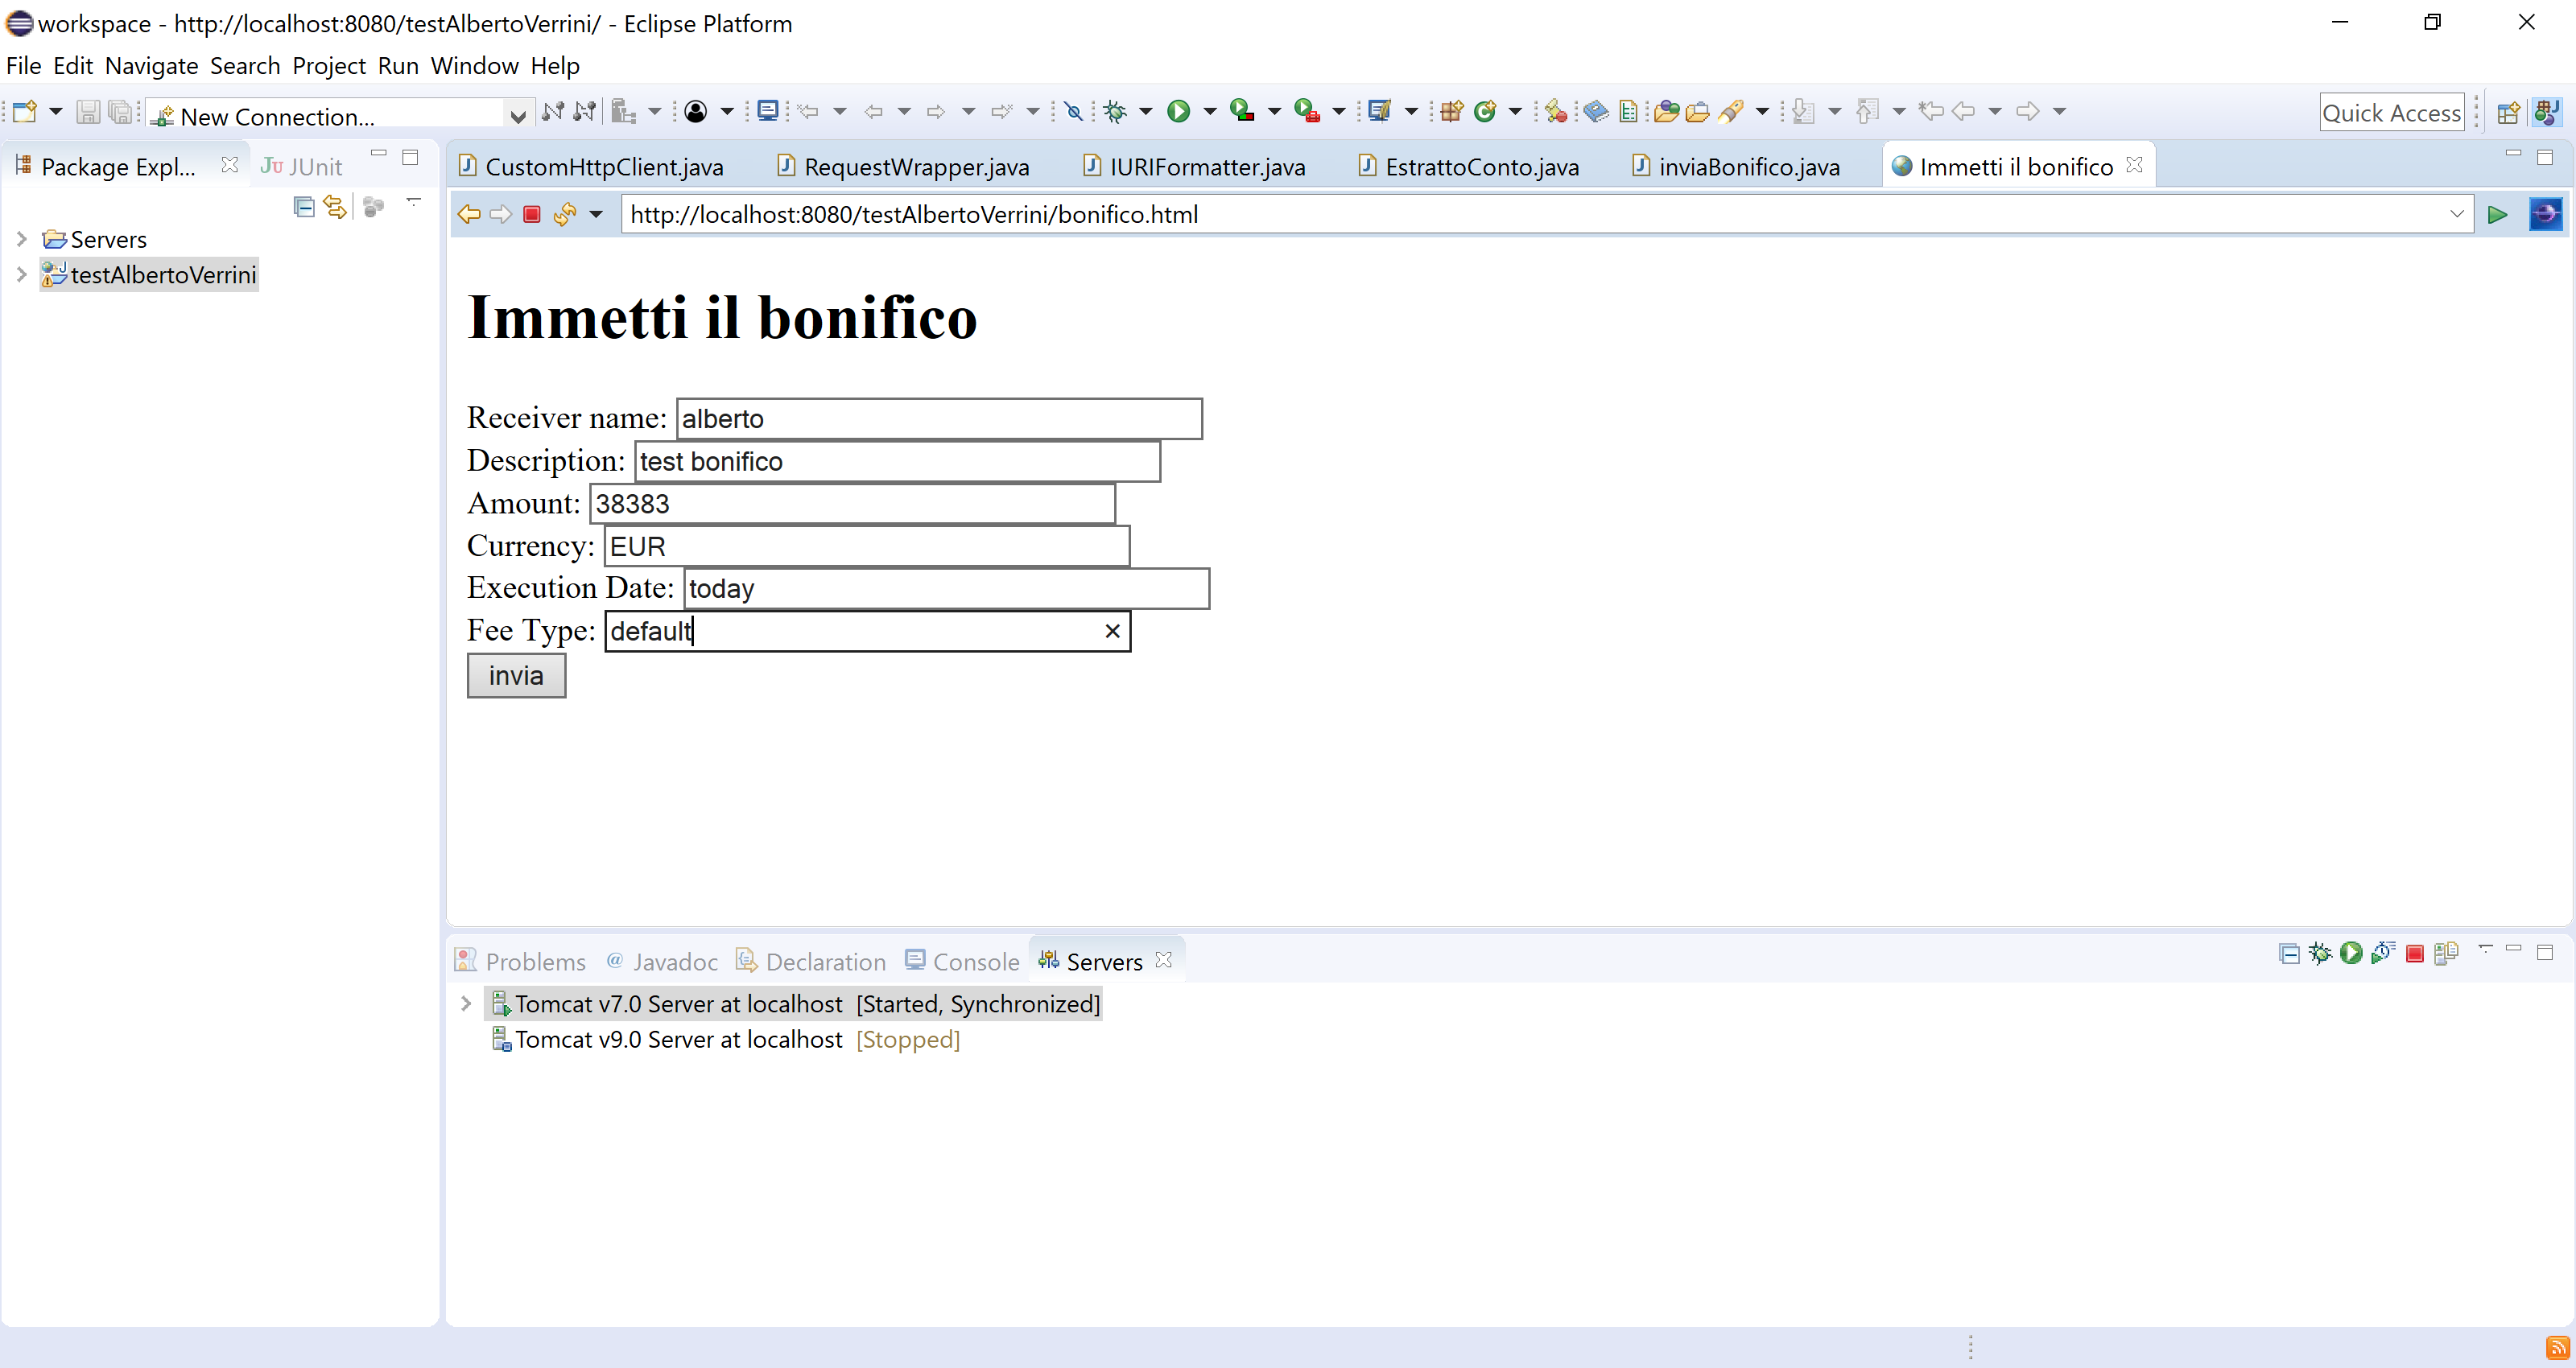 workspace - http://localhost:8080/testAlbertoVerrini/ - Eclipse Platform
File Edit Navigate Search Project Run Window Help
New Connection...
Quick Access
Package Expl...
JUnit
CustomHttpClient.java
RequestWrapper.java
IURIFormatter.java
EstrattoConto.java
inviaBonifico.java
Immetti il bonifico
http://localhost:8080/testAlbertoVerrini/bonifico.html
Servers
testAlbertoVerrini
Immetti il bonifico
Receiver name: alberto
Description: test bonifico
Amount: 38383
Currency: EUR
Execution Date: today
Fee Type: default
invia
Problems
@ Javadoc
Declaration
Console
Servers
Tomcat v7.0 Server at localhost [Started, Synchronized]
Tomcat v9.0 Server at localhost [Stopped]